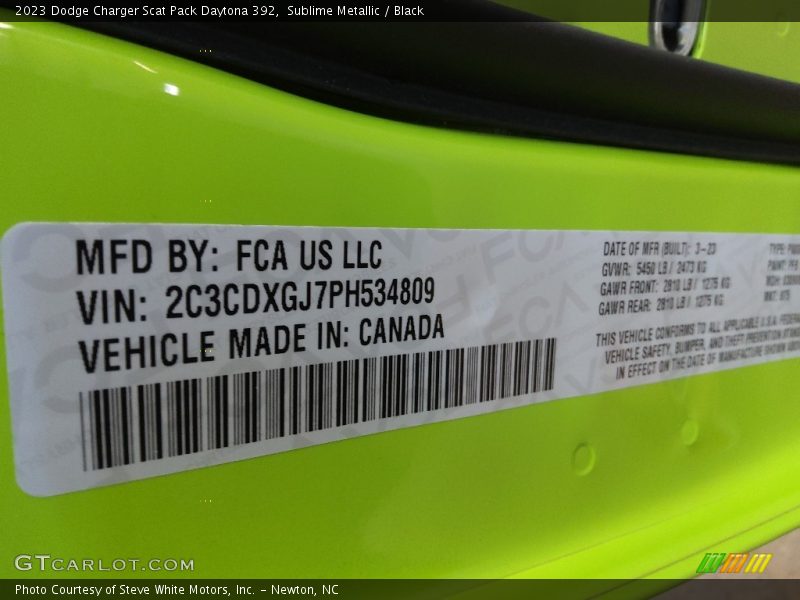 2023 Dodge Charger Scat Pack Daytona 392, Sublime Metallic / Black
MFD BY: FCA US LLC
VIN: 2C3CDXGJ7PH534809
VEHICLE MADE IN: CANADA
DATE OF MFR (BUILT): 3-23
GVWR: 5450 LB / 2473 KG
GAWR FRONT: 2810 LB / 1275 KG
GAWR REAR: 2810 LB / 1275 KG
THIS VEHICLE CONFORMS TO ALL APPLICABLE U.S.A. FEDERAL
VEHICLE SAFETY, BUMPER, AND THEFT PREVENTION
IN EFFECT ON THE DATE OF MANUFACTURE SHOWN
TYPE:
PAINT:
GTCARLOT.COM
Photo Courtesy of Steve White Motors, Inc. – Newton, NC